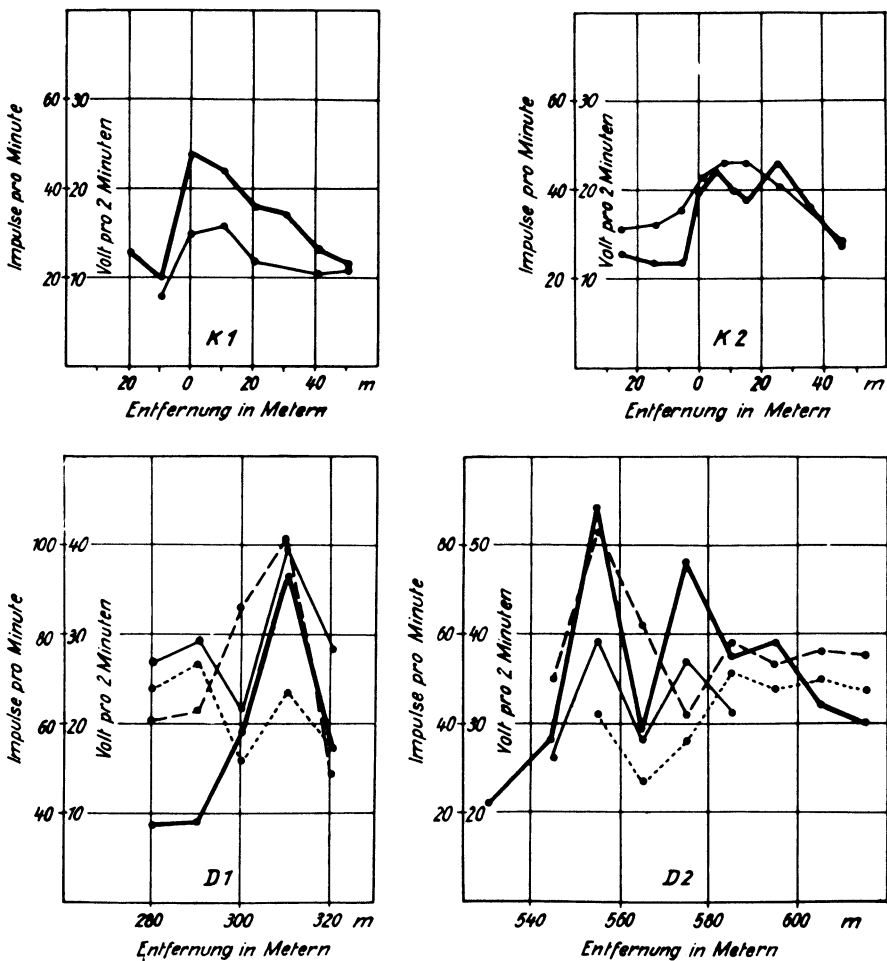 Impulse pro Minute
Volt pro 2 Minuten
60 30
40 20
20 10
K1
20 0 20 40 m
Entfernung in Metern
Impulse pro Minute
Volt pro 2 Minuten
60 30
40 20
20 10
K2
20 0 20 40 m
Entfernung in Metern
Impulse pro Minute
Volt pro 2 Minuten
100 40
80 30
60 20
40 10
D1
280 300 320 m
Entfernung in Metern
Impulse pro Minute
Volt pro 2 Minuten
80 50
60 40
40 30
20 20
D2
540 560 580 600 m
Entfernung in Metern